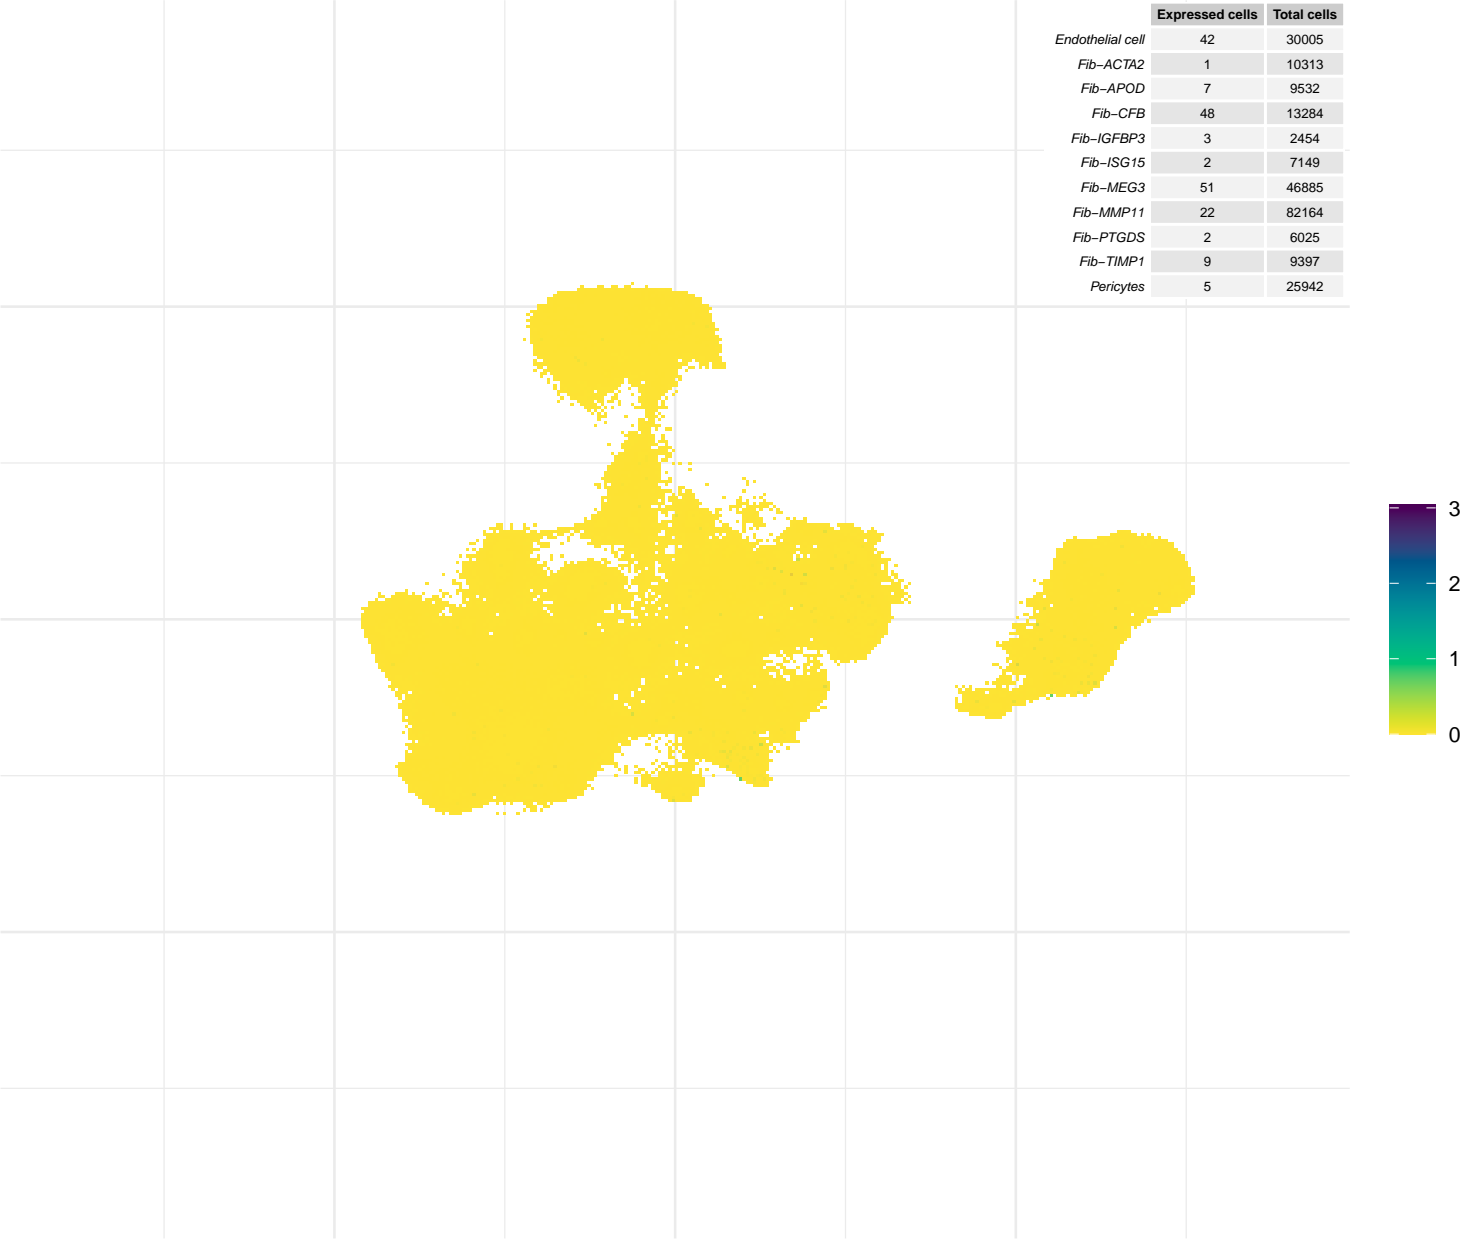 Expressed cells Total cells
Endothelial cell 42 30005
Fib−ACTA2 1 10313
Fib−APOD 7 9532
Fib−CFB 48 13284
Fib−IGFBP3 3 2454
Fib−ISG15 2 7149
Fib−MEG3 51 46885
Fib−MMP11 22 82164
Fib−PTGDS 2 6025
Fib−TIMP1 9 9397
Pericytes 5 25942
3
2
1
0